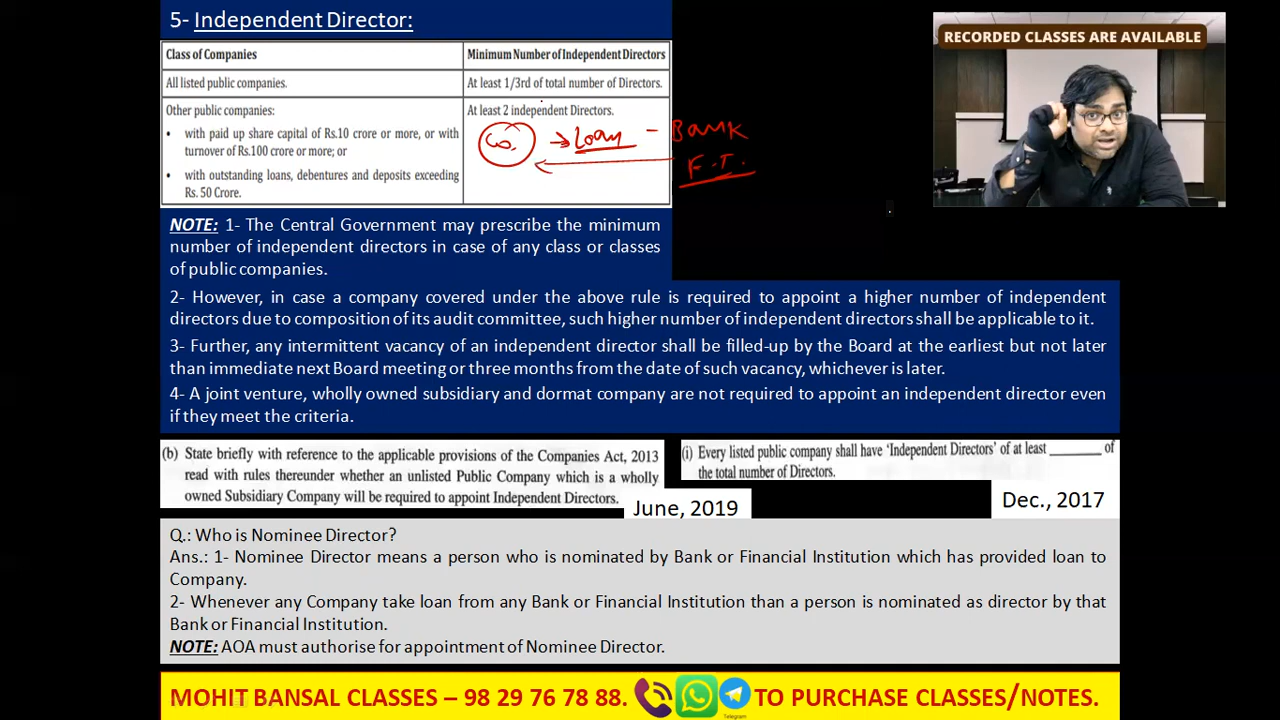 5- Independent Director:
RECORDED CLASSES ARE AVAILABLE
Class of Companies
Minimum Number of Independent Directors
All listed public companies.
At least 1/3rd of total number of Directors.
Other public companies:
At least 2 independent Directors.
• with paid up share capital of Rs.10 crore or more, or with
turnover of Rs.100 crore or more; or
• with outstanding loans, debentures and deposits exceeding
Rs. 50 Crore.
Co. → Loan - Bank
F.I.
NOTE: 1- The Central Government may prescribe the minimum
number of independent directors in case of any class or classes
of public companies.
2- However, in case a company covered under the above rule is required to appoint a higher number of independent
directors due to composition of its audit committee, such higher number of independent directors shall be applicable to it.
3- Further, any intermittent vacancy of an independent director shall be filled-up by the Board at the earliest but not later
than immediate next Board meeting or three months from the date of such vacancy, whichever is later.
4- A joint venture, wholly owned subsidiary and dormat company are not required to appoint an independent director even
if they meet the criteria.
(b) State briefly with reference to the applicable provisions of the Companies Act, 2013
read with rules thereunder whether an unlisted Public Company which is a wholly
owned Subsidiary Company will be required to appoint Independent Directors.
June, 2019
(i) Every listed public company shall have 'Independent Directors' of at least ________ of
the total number of Directors.
Dec., 2017
Q.: Who is Nominee Director?
Ans.: 1- Nominee Director means a person who is nominated by Bank or Financial Institution which has provided loan to
Company.
2- Whenever any Company take loan from any Bank or Financial Institution than a person is nominated as director by that
Bank or Financial Institution.
NOTE: AOA must authorise for appointment of Nominee Director.
MOHIT BANSAL CLASSES – 98 29 76 78 88. TO PURCHASE CLASSES/NOTES.
Telegram